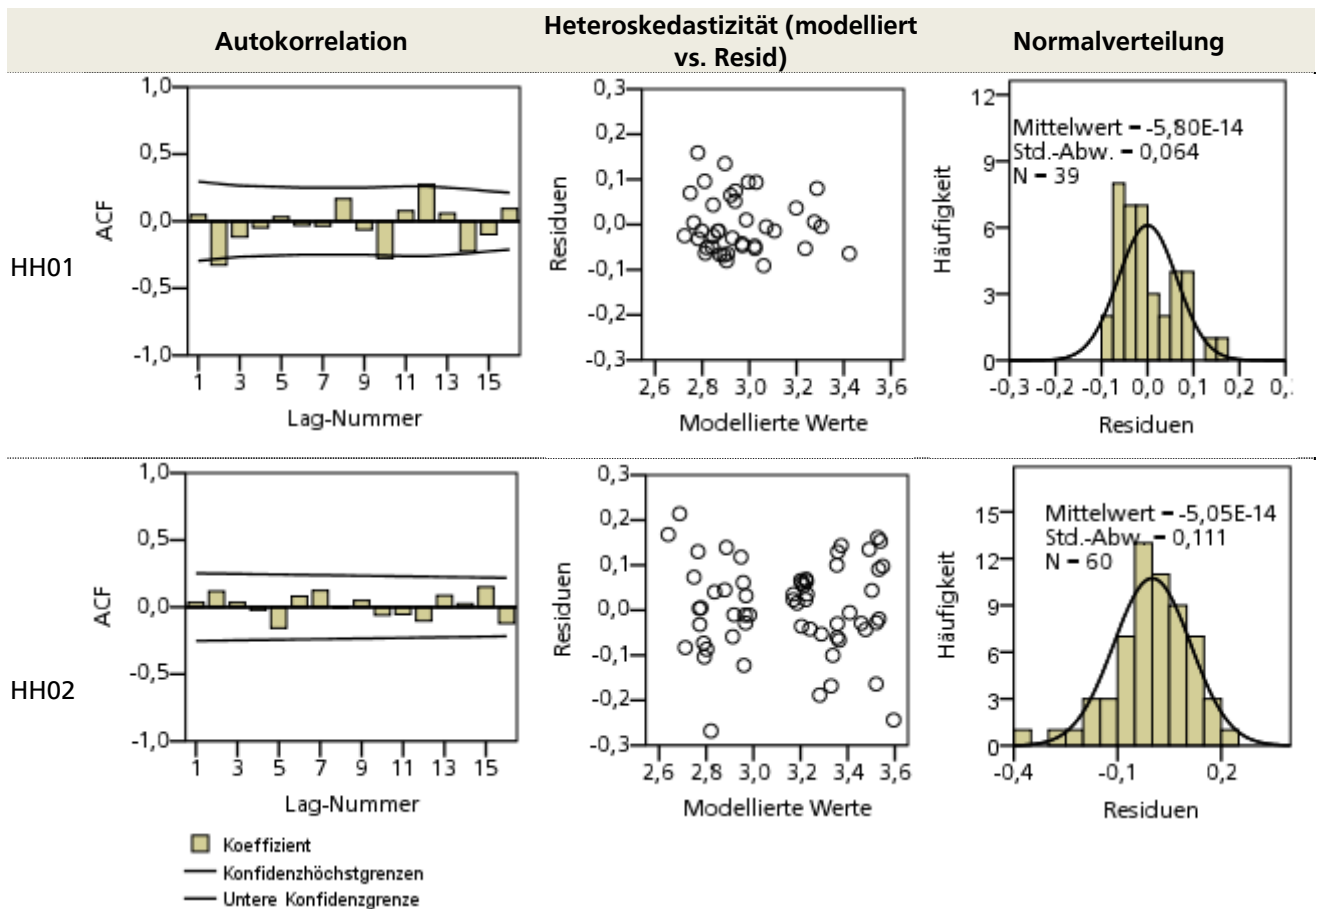 Autokorrelation
Heteroskedastizität (modelliert
vs. Resid)
Normalverteilung
HH01
ACF
1,0
0,5
0,0
-0,5
-1,0
1 3 5 7 9 11 13 15
Lag-Nummer
Residuen
0,3
0,2
0,1
0,0
-0,1
-0,2
-0,3
2,6 2,8 3,0 3,2 3,4 3,6
Modellierte Werte
Häufigkeit
12
9
6
3
0
Mittelwert = -5,80E-14
Std.-Abw. = 0,064
N = 39
-0,3 -0,2 -0,1 0,0 0,1 0,2
Residuen
HH02
ACF
1,0
0,5
0,0
-0,5
-1,0
1 3 5 7 9 11 13 15
Lag-Nummer
Residuen
0,3
0,2
0,1
0,0
-0,1
-0,2
-0,3
2,6 2,8 3,0 3,2 3,4 3,6
Modellierte Werte
Häufigkeit
15
12
9
6
3
0
Mittelwert = -5,05E-14
Std.-Abw. = 0,111
N = 60
-0,4 -0,1 0,2
Residuen
Koeffizient
Konfidenzhöchstgrenzen
Untere Konfidenzgrenze